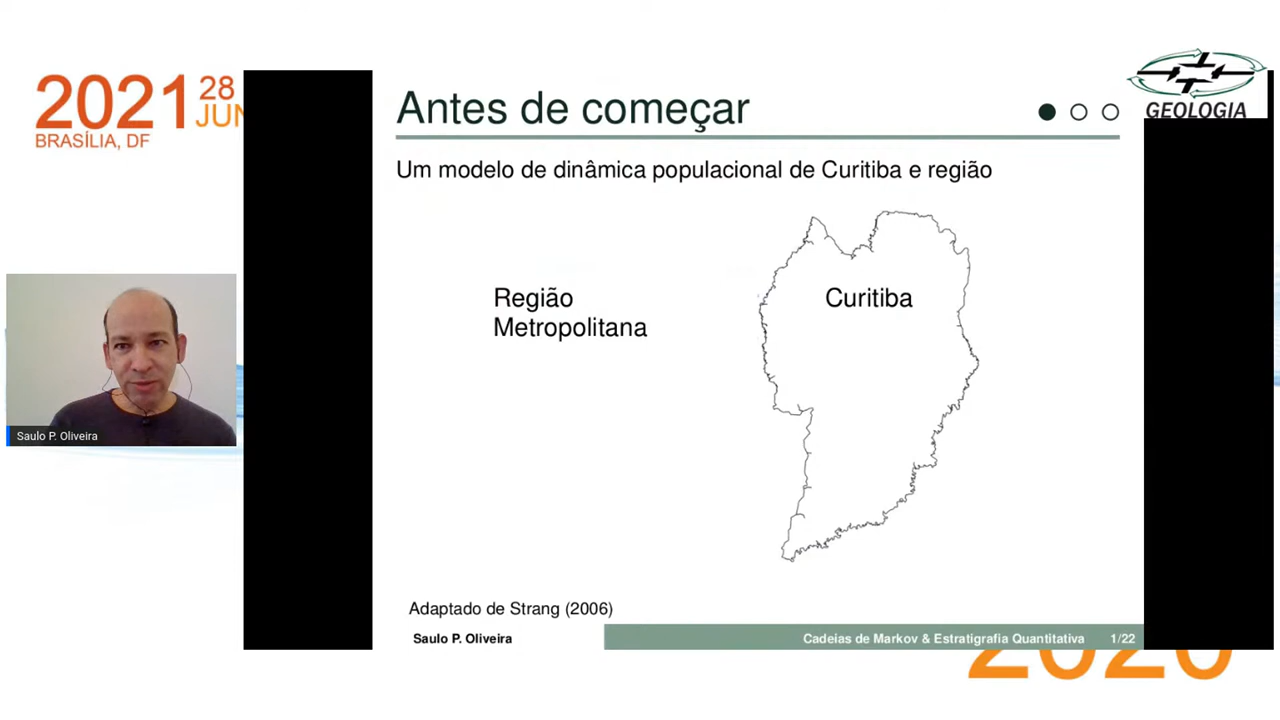 2021
28
JUN
BRASÍLIA, DF
GEOLOGIA
Antes de começar
Um modelo de dinâmica populacional de Curitiba e região
Região
Metropolitana
Curitiba
Saulo P. Oliveira
Adaptado de Strang (2006)
Saulo P. Oliveira
Cadeias de Markov & Estratigrafia Quantitativa 1/22
2020